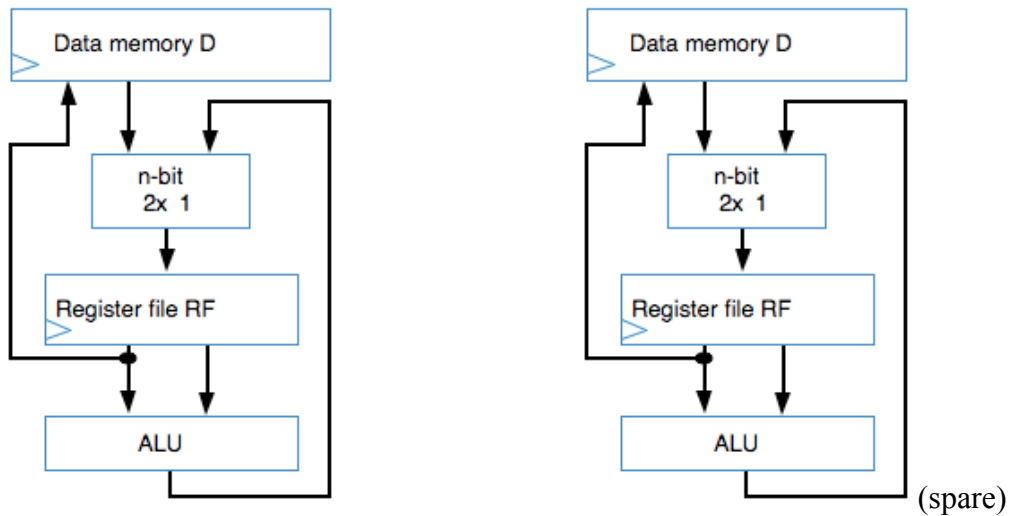 Data memory D
n-bit
2x 1
Register file RF
ALU
Data memory D
n-bit
2x 1
Register file RF
ALU
(spare)